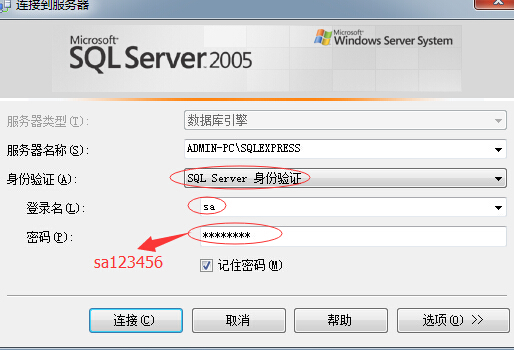 连接到服务器
Microsoft
SQL Server 2005
Microsoft
Windows Server System
服务器类型(T):
数据库引擎
服务器名称(S):
ADMIN-PC\SQLEXPRESS
身份验证(A):
SQL Server 身份验证
登录名(L):
sa
密码(P):
********
sa123456
记住密码(M)
连接(C)
取消
帮助
选项(O) >>